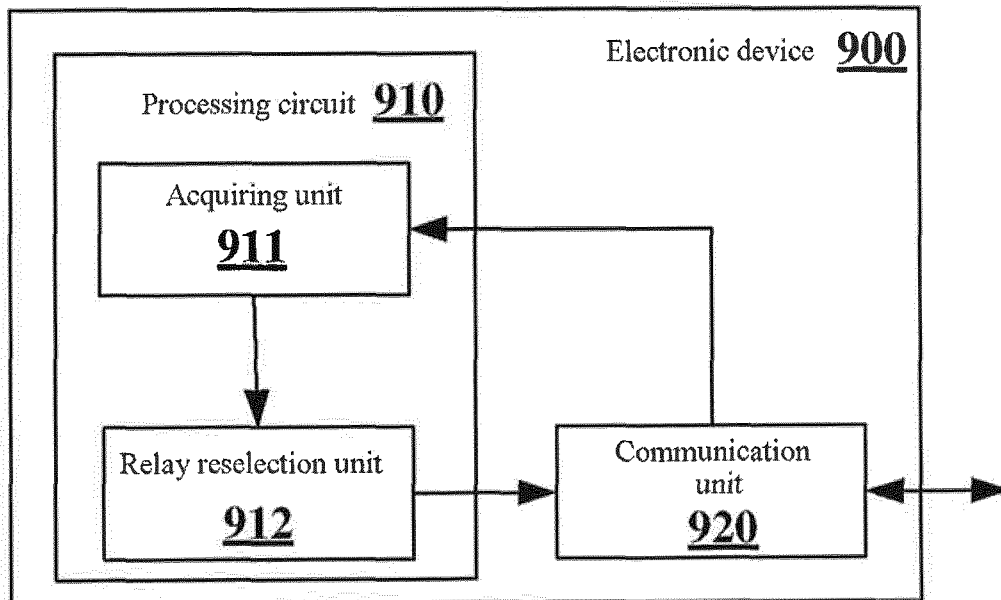 Electronic device 900
Processing circuit 910
Acquiring unit
911
Relay reselection unit
912
Communication
unit
920